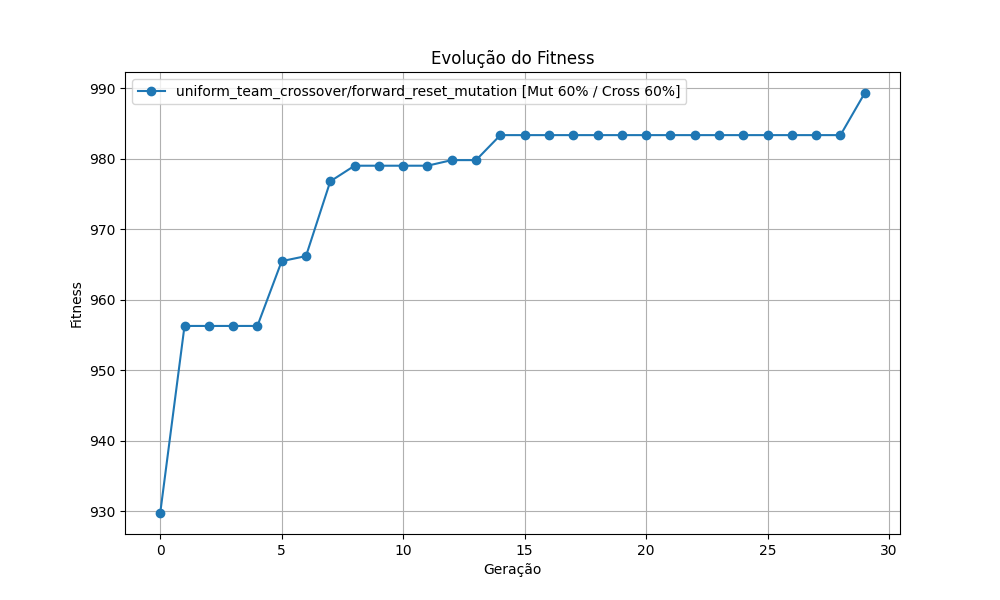 Evolução do Fitness
uniform_team_crossover/forward_reset_mutation [Mut 60% / Cross 60%]
990
980
970
960
950
940
930
Fitness
0 5 10 15 20 25 30
Geração